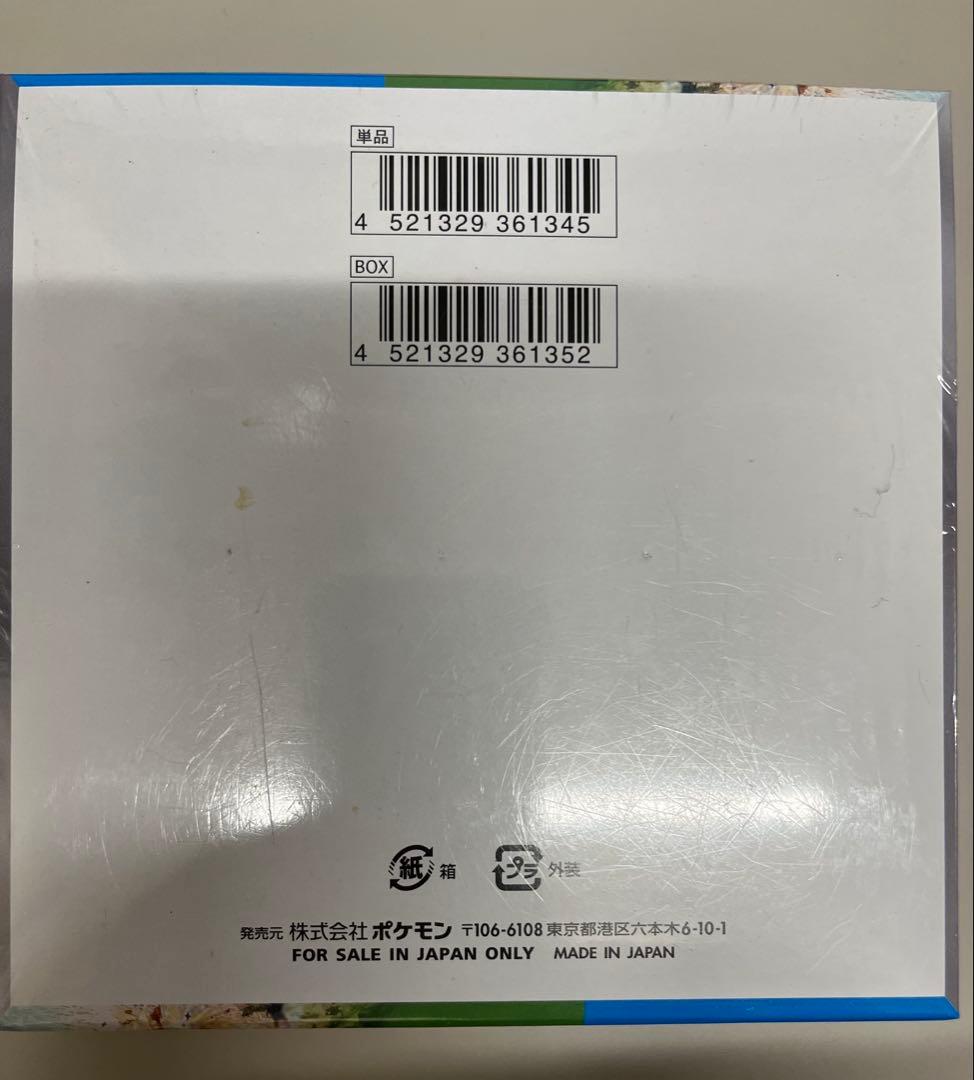 単品
4 521329 361345
BOX
4 521329 361352
紙 箱 プラ 外装
発売元 株式会社ポケモン 〒106-6108 東京都港区六本木6-10-1
FOR SALE IN JAPAN ONLY MADE IN JAPAN